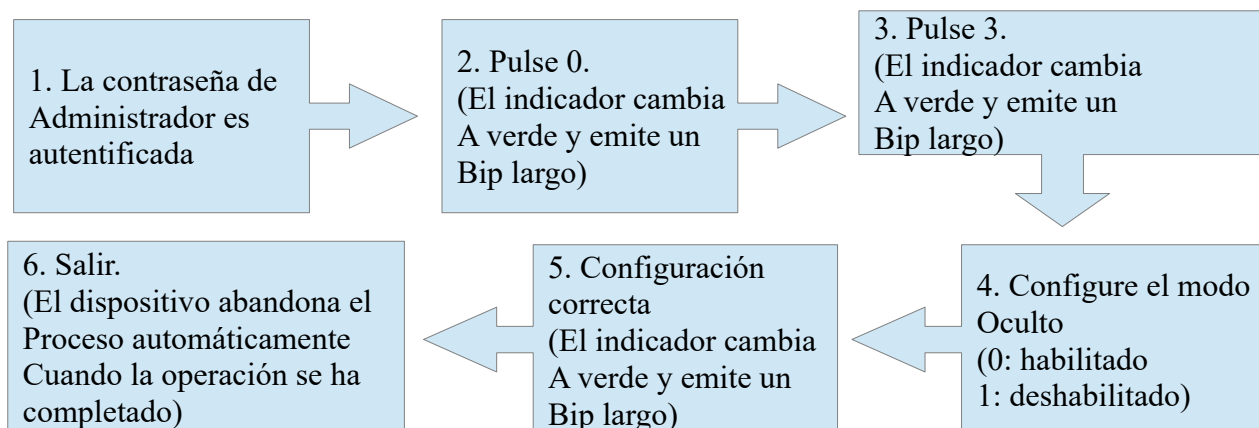 1. La contraseña de
Administrador es
autentificada
2. Pulse 0.
(El indicador cambia
A verde y emite un
Bip largo)
3. Pulse 3.
(El indicador cambia
A verde y emite un
Bip largo)
4. Configure el modo
Oculto
(0: habilitado
1: deshabilitado)
5. Configuración
correcta
(El indicador cambia
A verde y emite un
Bip largo)
6. Salir.
(El dispositivo abandona el
Proceso automáticamente
Cuando la operación se ha
completado)